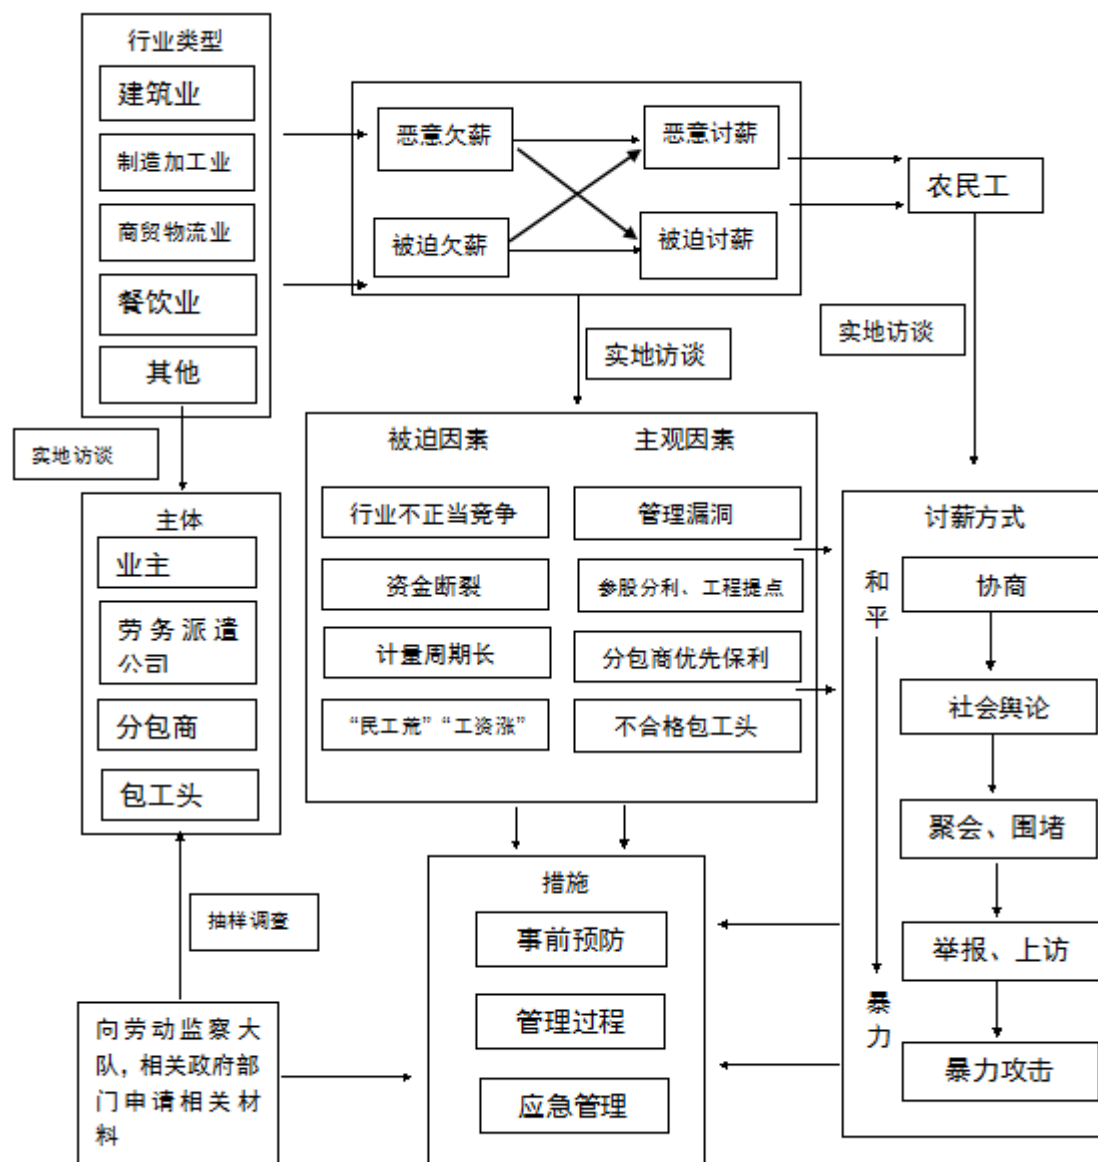 行业类型
建筑业
制造加工业
商贸物流业
餐饮业
其他
恶意欠薪
恶意讨薪
被迫欠薪
被迫讨薪
农民工
实地访谈
实地访谈
实地访谈
主体
业主
劳务派遣
公司
分包商
包工头
被迫因素
主观因素
行业不正当竞争
管理漏洞
资金断裂
参股分利、工程提点
计量周期长
分包商优先保利
“民工荒”“工资涨”
不合格包工头
讨薪方式
和
平
暴
力
协商
社会舆论
聚会、围堵
举报、上访
暴力攻击
抽样调查
措施
事前预防
管理过程
应急管理
向劳动监察大
队，相关政府部
门申请相关材
料